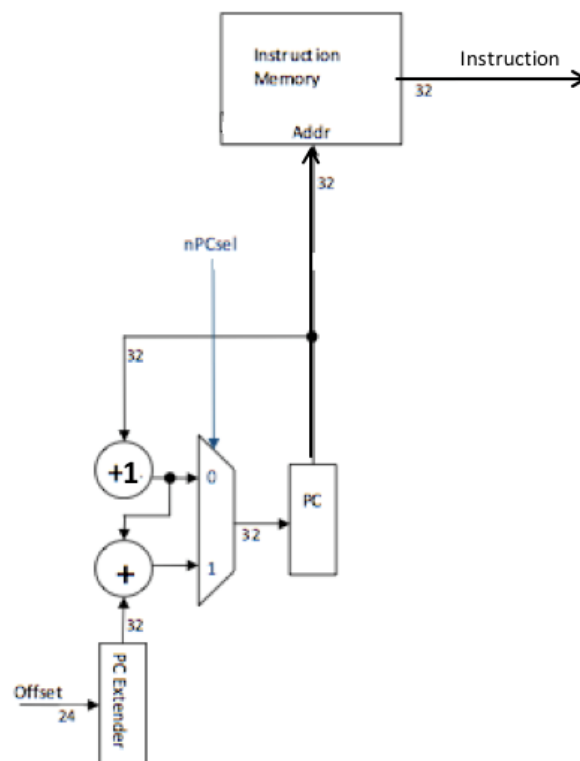 Instruction
Memory
Addr
32
Instruction
32
nPCsel
32
+1
0
PC
32
+
1
32
PC Extender
Offset
24